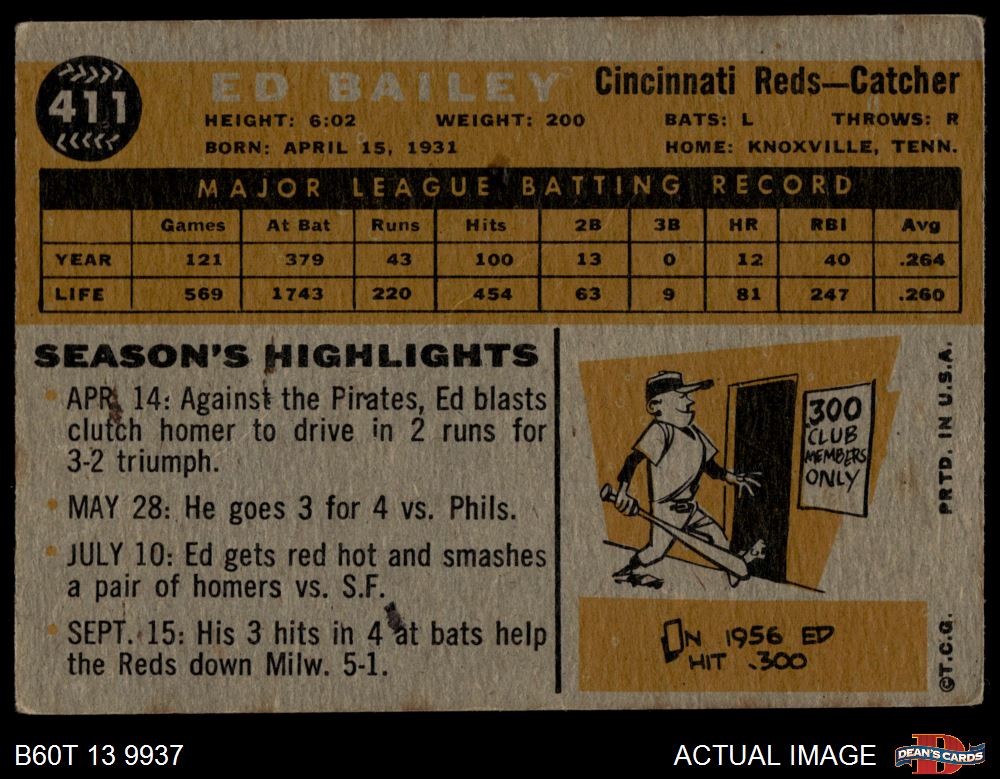 411
ED BAILEY Cincinnati Reds—Catcher
HEIGHT: 6:02 WEIGHT: 200 BATS: L THROWS: R
BORN: APRIL 15, 1931 HOME: KNOXVILLE, TENN.
MAJOR LEAGUE BATTING RECORD
Games At Bat Runs Hits 2B 3B HR RBI Avg
YEAR 121 379 43 100 13 0 12 40 .264
LIFE 569 1743 220 454 63 9 81 247 .260
SEASON'S HIGHLIGHTS
• APR. 14: Against the Pirates, Ed blasts
clutch homer to drive in 2 runs for
3-2 triumph.
• MAY 28: He goes 3 for 4 vs. Phils.
• JULY 10: Ed gets red hot and smashes
a pair of homers vs. S.F.
• SEPT. 15: His 3 hits in 4 at bats help
the Reds down Milw. 5-1.
.300
CLUB
MEMBERS
ONLY
ON 1956 ED
HIT .300
PRTD. IN U.S.A.
©T.C.G.
B60T 13 9937 ACTUAL IMAGE DEAN'S CARDS